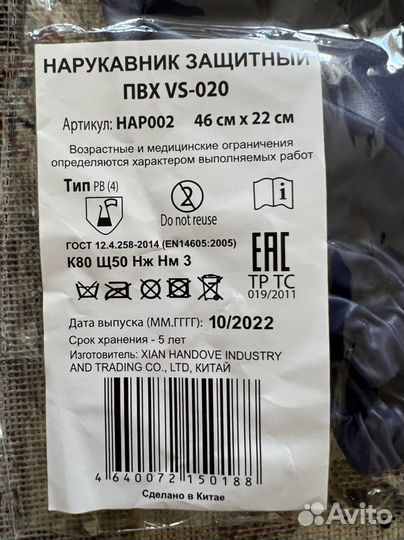 НАРУКАВНИК ЗАЩИТНЫЙ
ПВХ VS-020
Артикул: НАР002 46 см х 22 см
Возрастные и медицинские ограничения
определяются характером выполняемых работ
Тип PB (4)
Do not reuse
ГОСТ 12.4.258-2014 (EN14605:2005)
К80 Щ50 Нж Нм 3
ЕАС
ТР ТС
019/2011
Дата выпуска (ММ.ГГГГ): 10/2022
Срок хранения - 5 лет
Изготовитель: XIAN HANDOVE INDUSTRY
AND TRADING CO., LTD, КИТАЙ
4 640072 150188
Сделано в Китае
Avito